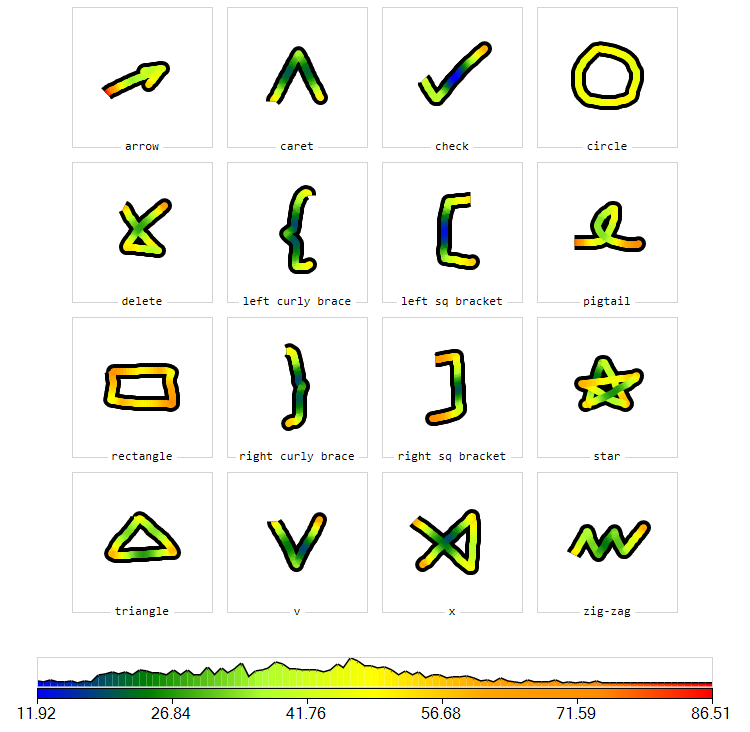 arrow caret check circle
delete left curly brace left sq bracket pigtail
rectangle right curly brace right sq bracket star
triangle v x zig-zag
11.92 26.84 41.76 56.68 71.59 86.51